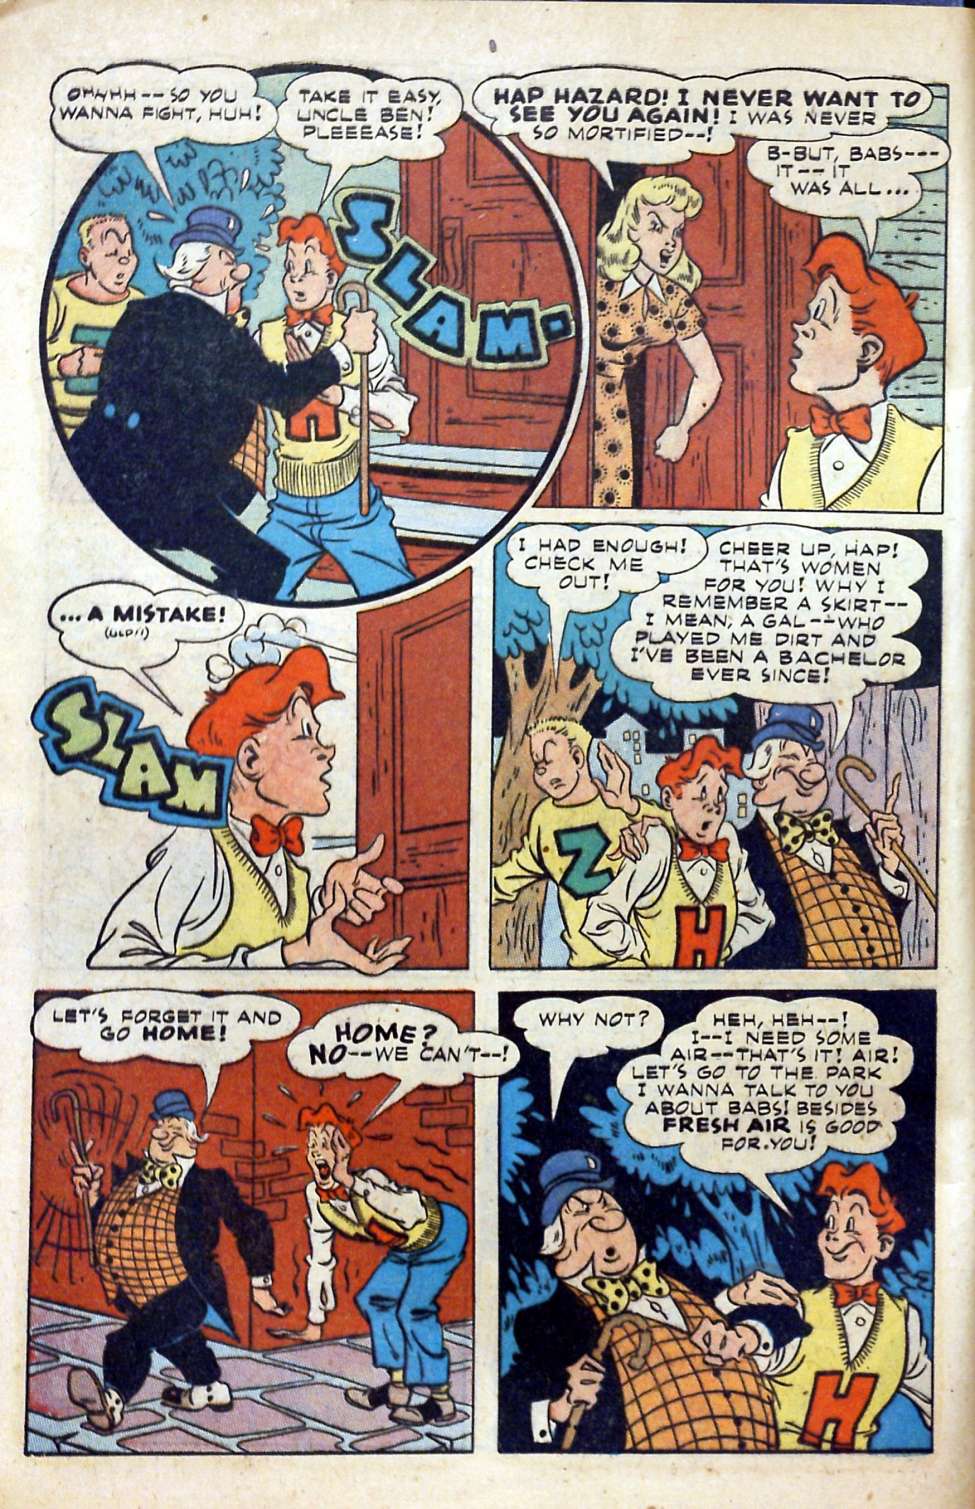 OHHHH--SO YOU
WANNA FIGHT, HUH!
TAKE IT EASY,
UNCLE BEN!
PLEEEASE!
SLAM-
HAP HAZARD! I NEVER WANT TO
SEE YOU AGAIN! I WAS NEVER
SO MORTIFIED--!
B-BUT, BABS---
IT--IT
WAS ALL...
Z
H
...A MISTAKE!
(ULP!!)
SLAM
I HAD ENOUGH!
CHECK ME
OUT!
CHEER UP, HAP!
THAT'S WOMEN
FOR YOU! WHY I
REMEMBER A SKIRT--
I MEAN, A GAL--WHO
PLAYED ME DIRT AND
I'VE BEEN A BACHELOR
EVER SINCE!
Z
H
LET'S FORGET IT AND
GO HOME!
HOME?
NO--WE CAN'T--!
WHY NOT?
HEH, HEH--!
I--I NEED SOME
AIR--THAT'S IT! AIR!
LET'S GO TO THE PARK
I WANNA TALK TO YOU
ABOUT BABS! BESIDES
FRESH AIR IS GOOD
FOR.YOU!
H